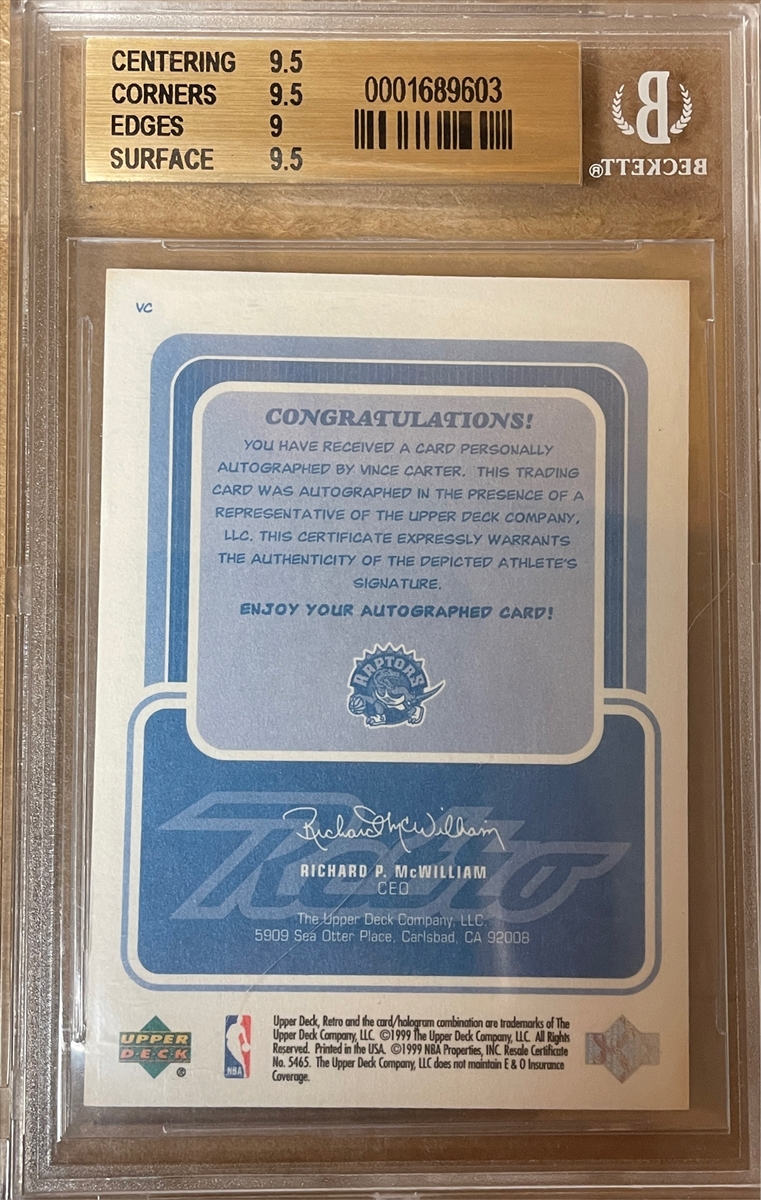 CENTERING 9.5
CORNERS 9.5
EDGES 9
SURFACE 9.5
0001689603
B
BECKETT®
VC
CONGRATULATIONS!
YOU HAVE RECEIVED A CARD PERSONALLY
AUTOGRAPHED BY VINCE CARTER. THIS TRADING
CARD WAS AUTOGRAPHED IN THE PRESENCE OF A
REPRESENTATIVE OF THE UPPER DECK COMPANY,
LLC. THIS CERTIFICATE EXPRESSLY WARRANTS
THE AUTHENTICITY OF THE DEPICTED ATHLETE'S
SIGNATURE.
ENJOY YOUR AUTOGRAPHED CARD!
RAPTORS
Retro
Richard McWilliam
RICHARD P. McWILLIAM
CEO
The Upper Deck Company, LLC.
5909 Sea Otter Place, Carlsbad, CA 92008
UPPER
DECK
®
NBA
Upper Deck, Retro and the card/hologram combination are trademarks of The
Upper Deck Company, LLC. ©1999 The Upper Deck Company, LLC. All Rights
Reserved. Printed in the USA. ©1999 NBA Properties, INC. Resale Certificate
No. 5465. The Upper Deck Company, LLC does not maintain E & O Insurance
Coverage.